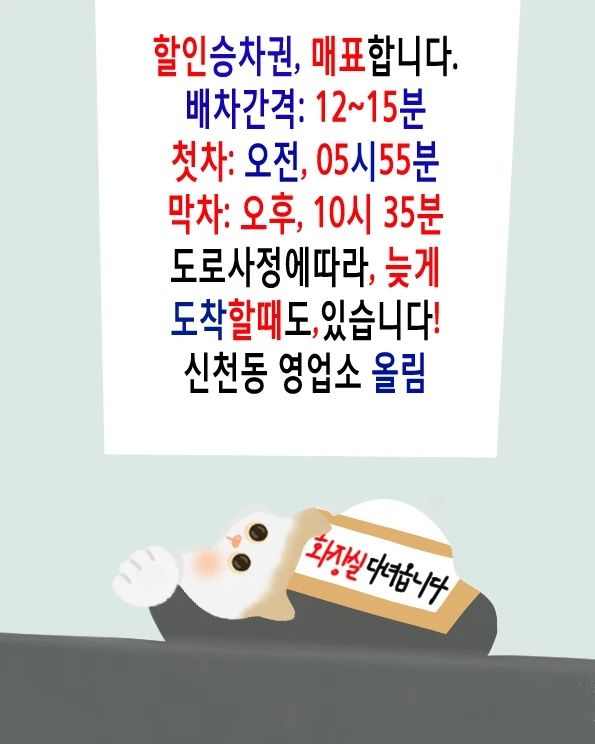 할인승차권, 매표합니다.
배차간격: 12~15분
첫차: 오전, 05시55분
막차: 오후, 10시 35분
도로사정에따라, 늦게
도착할때도,있습니다!
신천동 영업소 올림
화장실 다녀옵니다